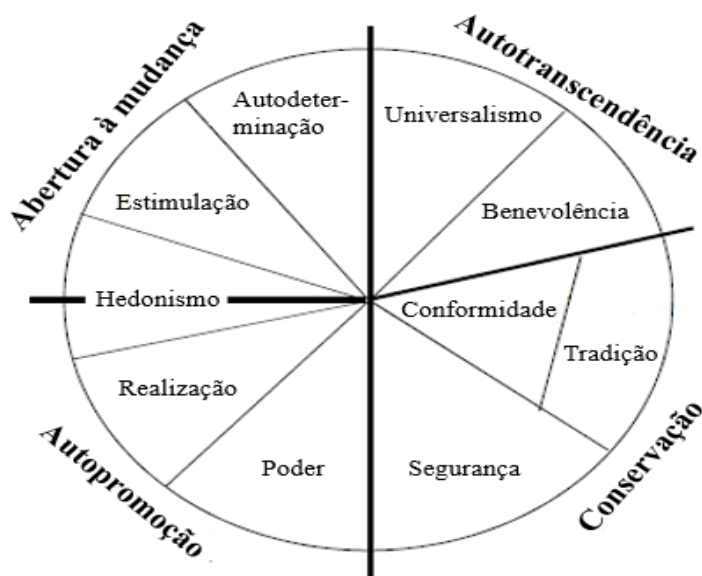 Abertura à mudança
Autotranscendência
Autodeter-
minação
Universalismo
Estimulação
Benevolência
Hedonismo
Conformidade
Tradição
Realização
Poder
Segurança
Autopromoção
Conservação